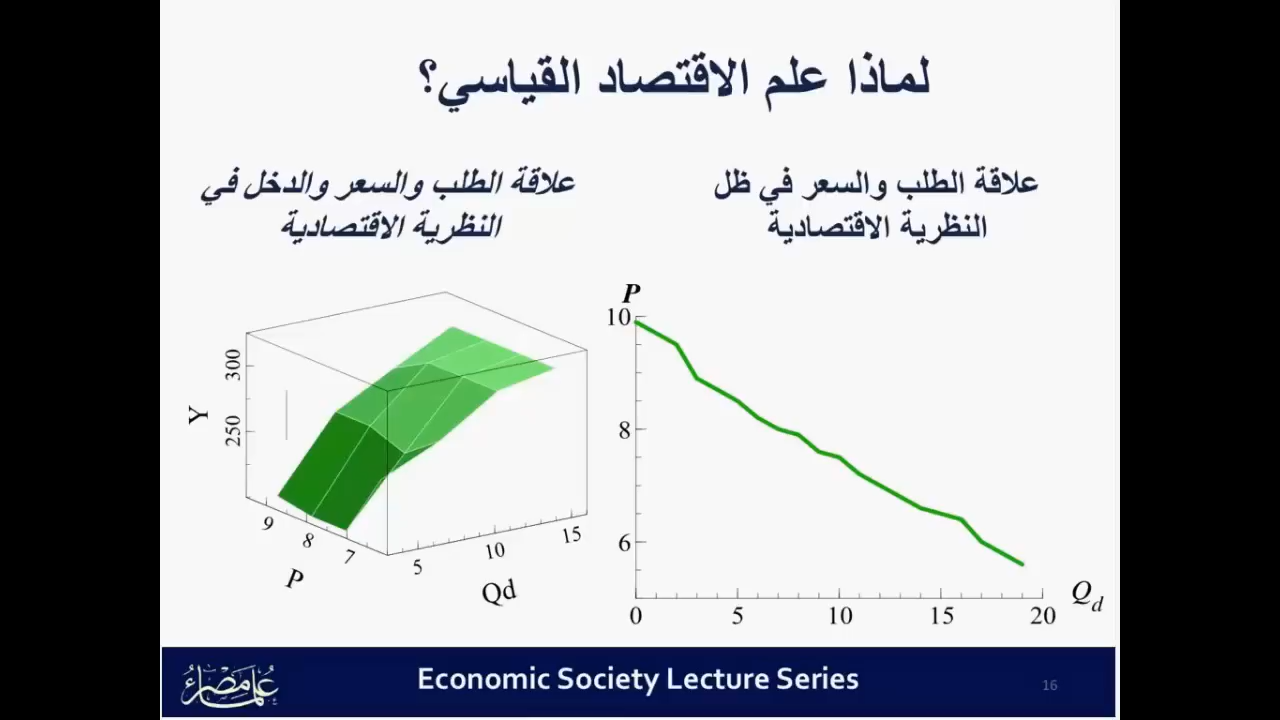 لماذا علم الاقتصاد القياسي؟
علاقة الطلب والسعر في ظل
النظرية الاقتصادية
علاقة الطلب والسعر والدخل في
النظرية الاقتصادية
P
10
8
6
0 5 10 15 20
Qd
Y
300
250
9 8 7
P
5 10 15
Qd
علماء مصر
Economic Society Lecture Series
16